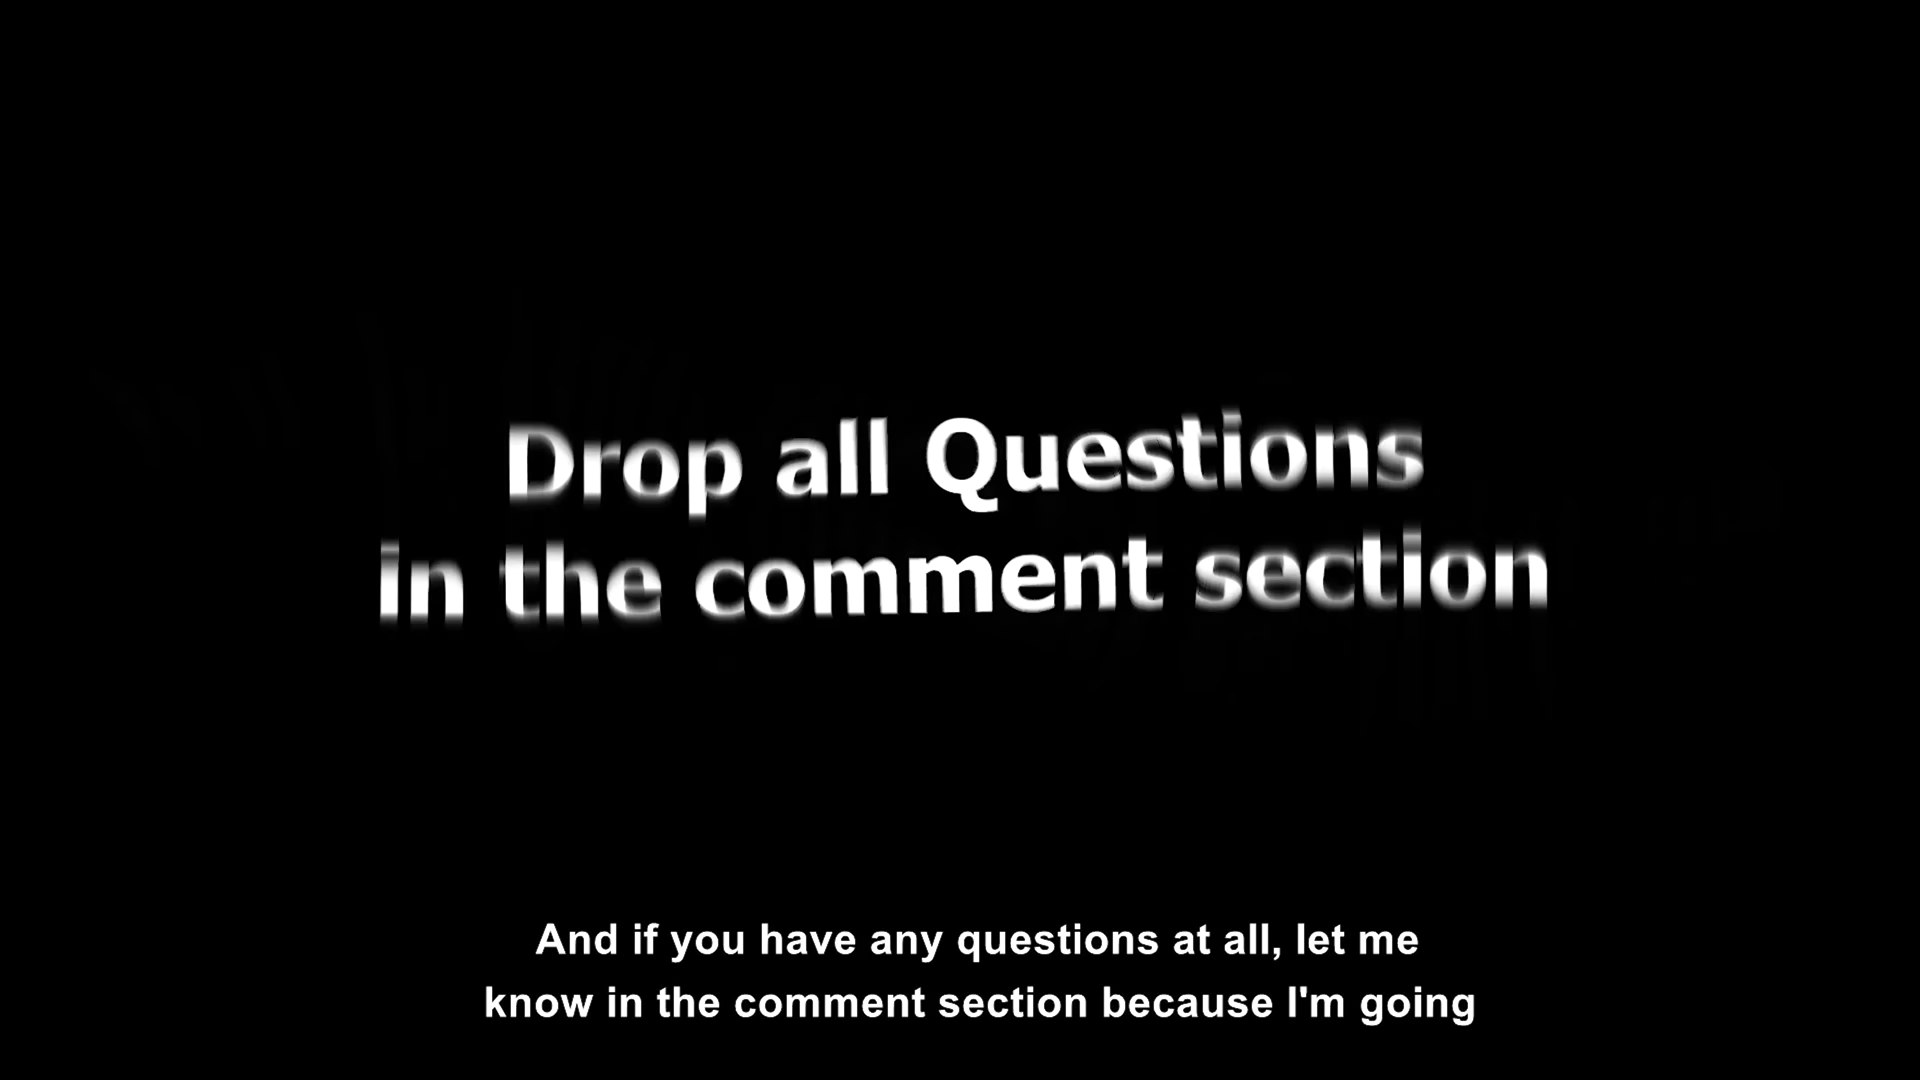 Drop all Questions
in the comment section
And if you have any questions at all, let me
know in the comment section because I'm going